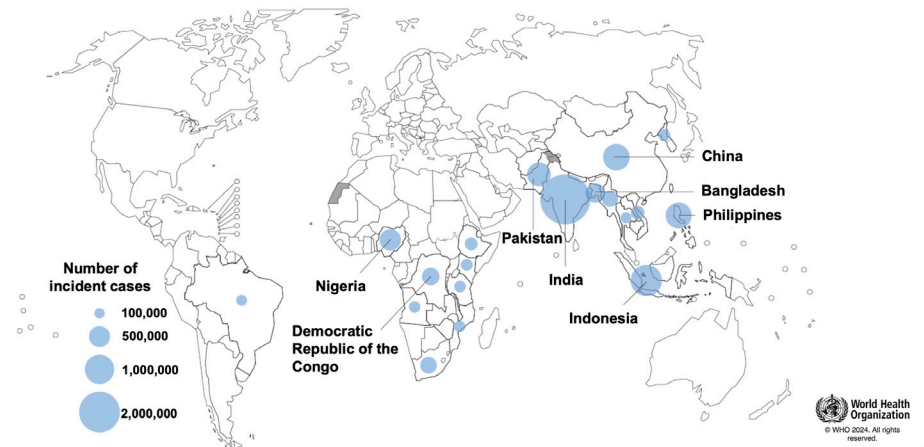 China
Bangladesh
Philippines
Pakistan
India
Indonesia
Nigeria
Democratic
Republic of the
Congo
Number of
incident cases
100,000
500,000
1,000,000
2,000,000
World Health
Organization
© WHO 2024. All rights
reserved.